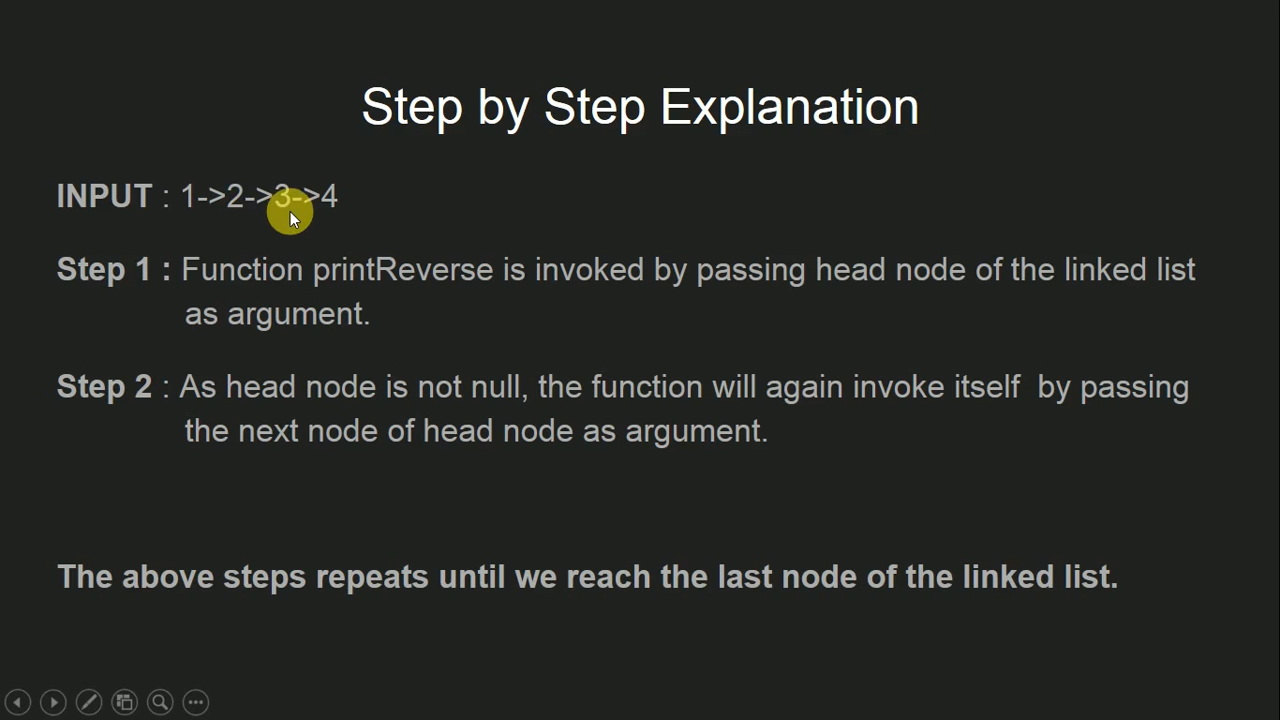 Step by Step Explanation
INPUT : 1->2->3->4
Step 1 : Function printReverse is invoked by passing head node of the linked list
as argument.
Step 2 : As head node is not null, the function will again invoke itself  by passing
the next node of head node as argument.
The above steps repeats until we reach the last node of the linked list.